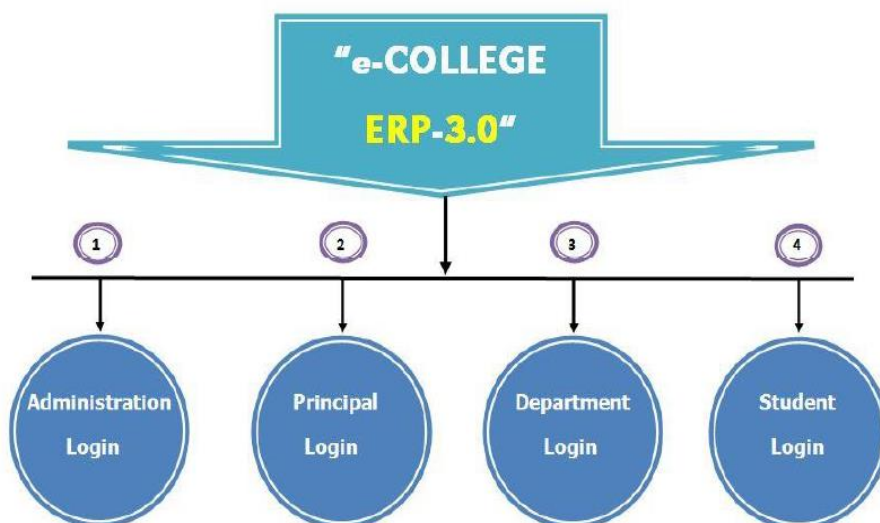 "e-COLLEGE
ERP-3.0"
1
2
3
4
Administration
Login
Principal
Login
Department
Login
Student
Login